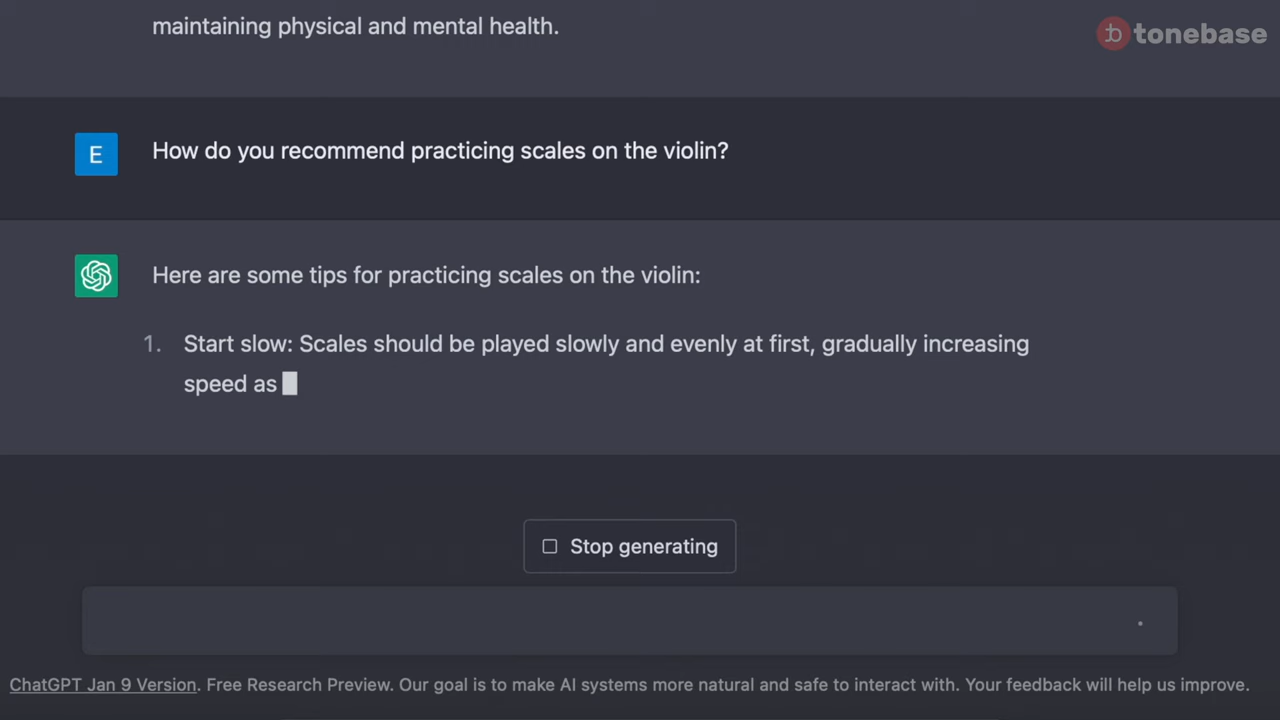 maintaining physical and mental health.
tonebase
E
How do you recommend practicing scales on the violin?
Here are some tips for practicing scales on the violin:
1. Start slow: Scales should be played slowly and evenly at first, gradually increasing
speed as
Stop generating
ChatGPT Jan 9 Version. Free Research Preview. Our goal is to make AI systems more natural and safe to interact with. Your feedback will help us improve.